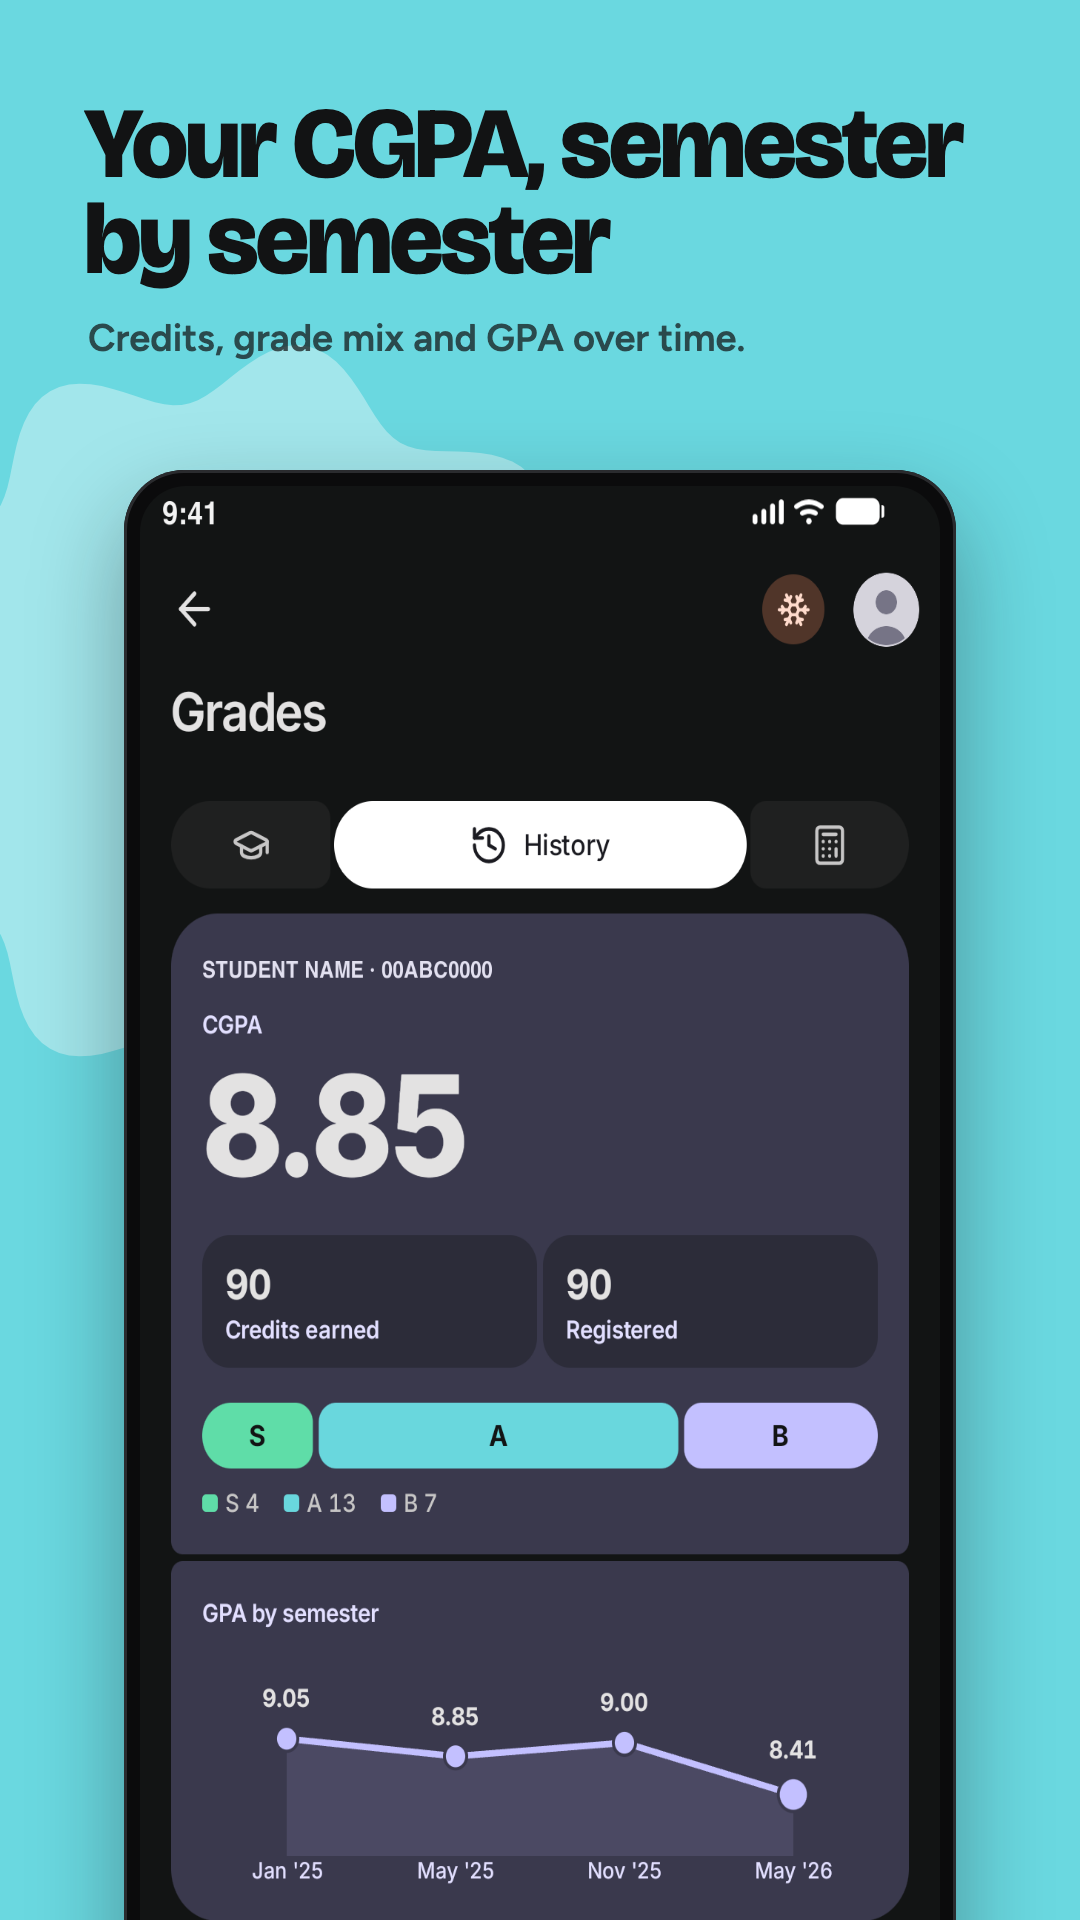 Your CGPA, semester
by semester
Credits, grade mix and GPA over time.
9:41
Grades
History
STUDENT NAME · 00ABC0000
CGPA
8.85
90
Credits earned
90
Registered
S
A
B
S 4
A 13
B 7
GPA by semester
9.05
8.85
9.00
8.41
Jan '25
May '25
Nov '25
May '26